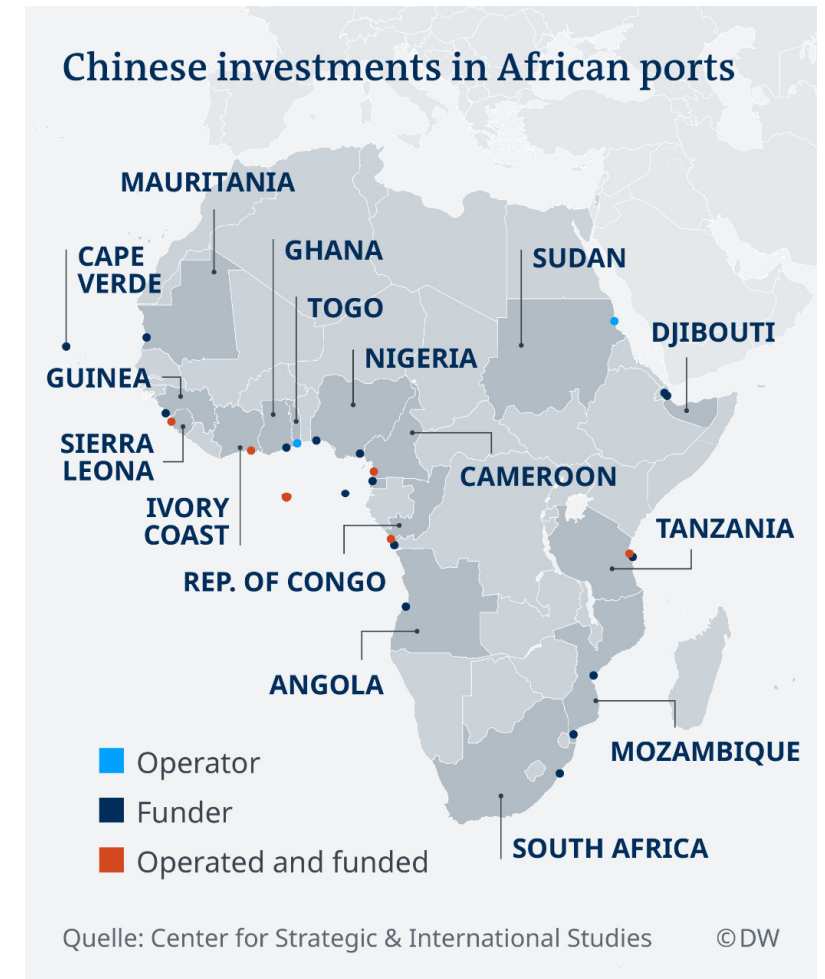 Chinese investments in African ports
MAURITANIA
CAPE
VERDE
GHANA
SUDAN
TOGO
DJIBOUTI
NIGERIA
GUINEA
SIERRA
LEONA
CAMEROON
IVORY
COAST
TANZANIA
REP. OF CONGO
ANGOLA
MOZAMBIQUE
SOUTH AFRICA
Operator
Funder
Operated and funded
Quelle: Center for Strategic & International Studies
© DW